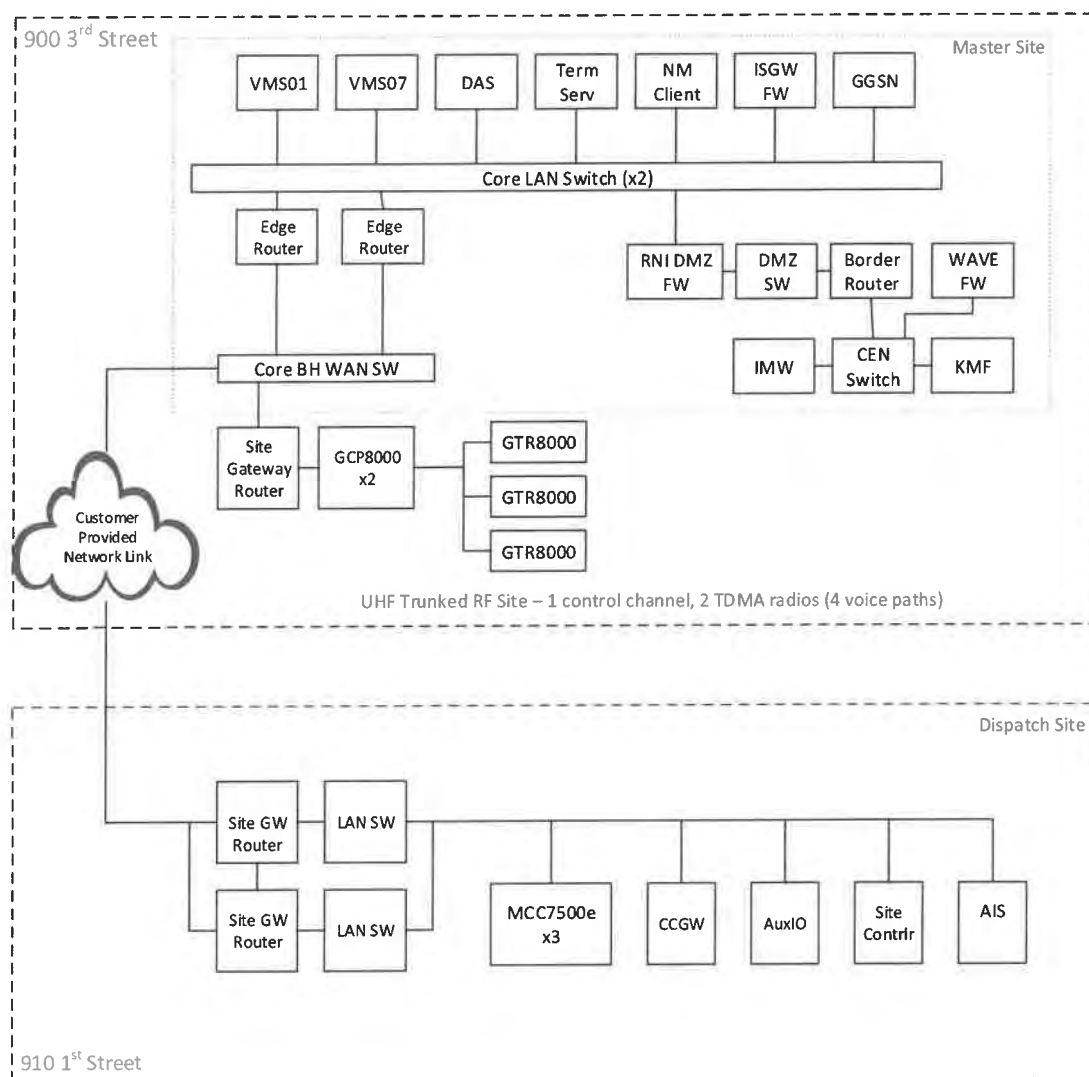 900 3rd Street
Master Site
VMS01
VMS07
DAS
Term
Serv
NM
Client
ISGW
FW
GGSN
Core LAN Switch (x2)
Edge
Router
Edge
Router
RNI DMZ
FW
DMZ
SW
Border
Router
WAVE
FW
Core BH WAN SW
IMW
CEN
Switch
KMF
Site
Gateway
Router
GCP8000
x2
GTR8000
GTR8000
GTR8000
Customer
Provided
Network Link
UHF Trunked RF Site – 1 control channel, 2 TDMA radios (4 voice paths)
Dispatch Site
Site GW
Router
LAN SW
Site GW
Router
LAN SW
MCC7500e
x3
CCGW
AuxIO
Site
Contrlr
AIS
910 1st Street